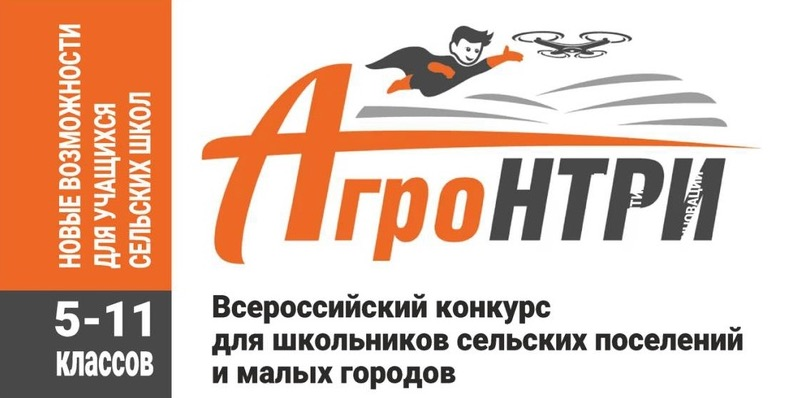 НОВЫЕ ВОЗМОЖНОСТИ
ДЛЯ УЧАЩИХСЯ
СЕЛЬСКИХ ШКОЛ
5-11
КЛАССОВ
АгроНТРИ
Всероссийский конкурс
для школьников сельских поселений
и малых городов